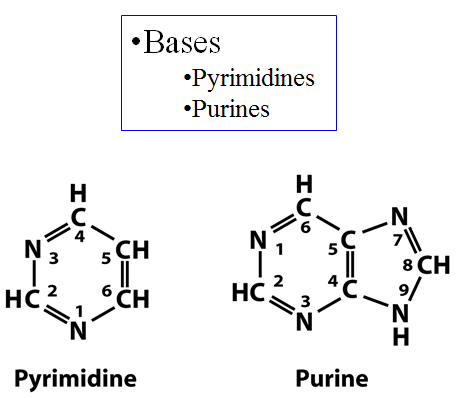 •Bases
•Pyrimidines
•Purines
H
C
4
N 3
5 CH
HC 2
6 CH
1
N
Pyrimidine
H
C
6
N
7
N 1
5 C
8 CH
HC 2
4 C
9
3
N
N
H
Purine